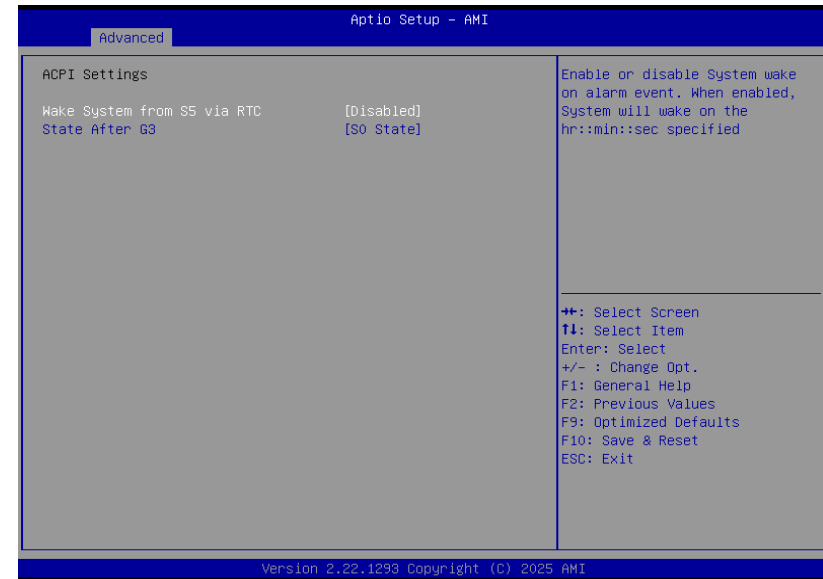 Aptio Setup - AMI
Advanced
ACPI Settings
Wake System from S5 via RTC [Disabled]
State After G3 [S0 State]
Enable or disable System wake
on alarm event. When enabled,
System will wake on the
hr::min::sec specified
→←: Select Screen
↑↓: Select Item
Enter: Select
+/- : Change Opt.
F1: General Help
F2: Previous Values
F9: Optimized Defaults
F10: Save & Reset
ESC: Exit
Version 2.22.1293 Copyright (C) 2025 AMI